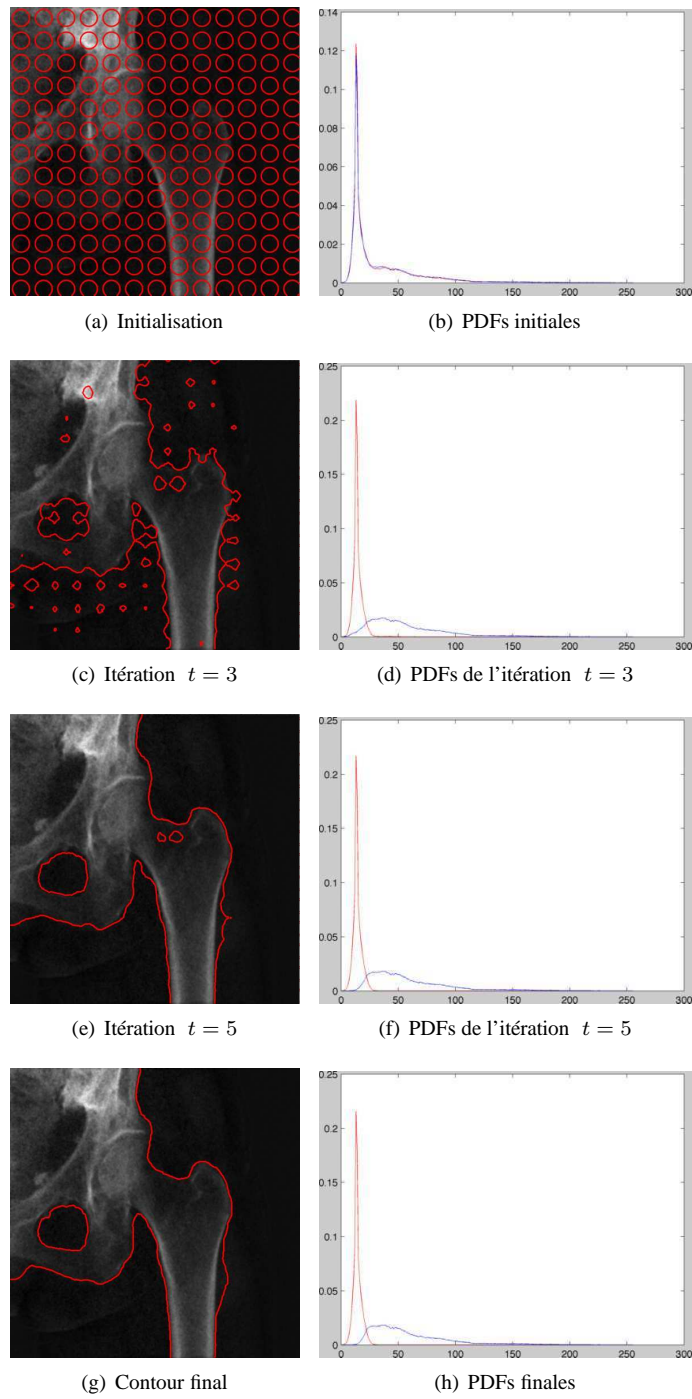 0.14
0.12
0.1
0.08
0.06
0.04
0.02
0
0 50 100 150 200 250 300
(a) Initialisation
(b) PDFs initiales
0.25
0.2
0.15
0.1
0.05
0
0 50 100 150 200 250 300
(c) Itération t = 3
(d) PDFs de l'itération t = 3
0.25
0.2
0.15
0.1
0.05
0
0 50 100 150 200 250 300
(e) Itération t = 5
(f) PDFs de l'itération t = 5
0.25
0.2
0.15
0.1
0.05
0
0 50 100 150 200 250 300
(g) Contour final
(h) PDFs finales